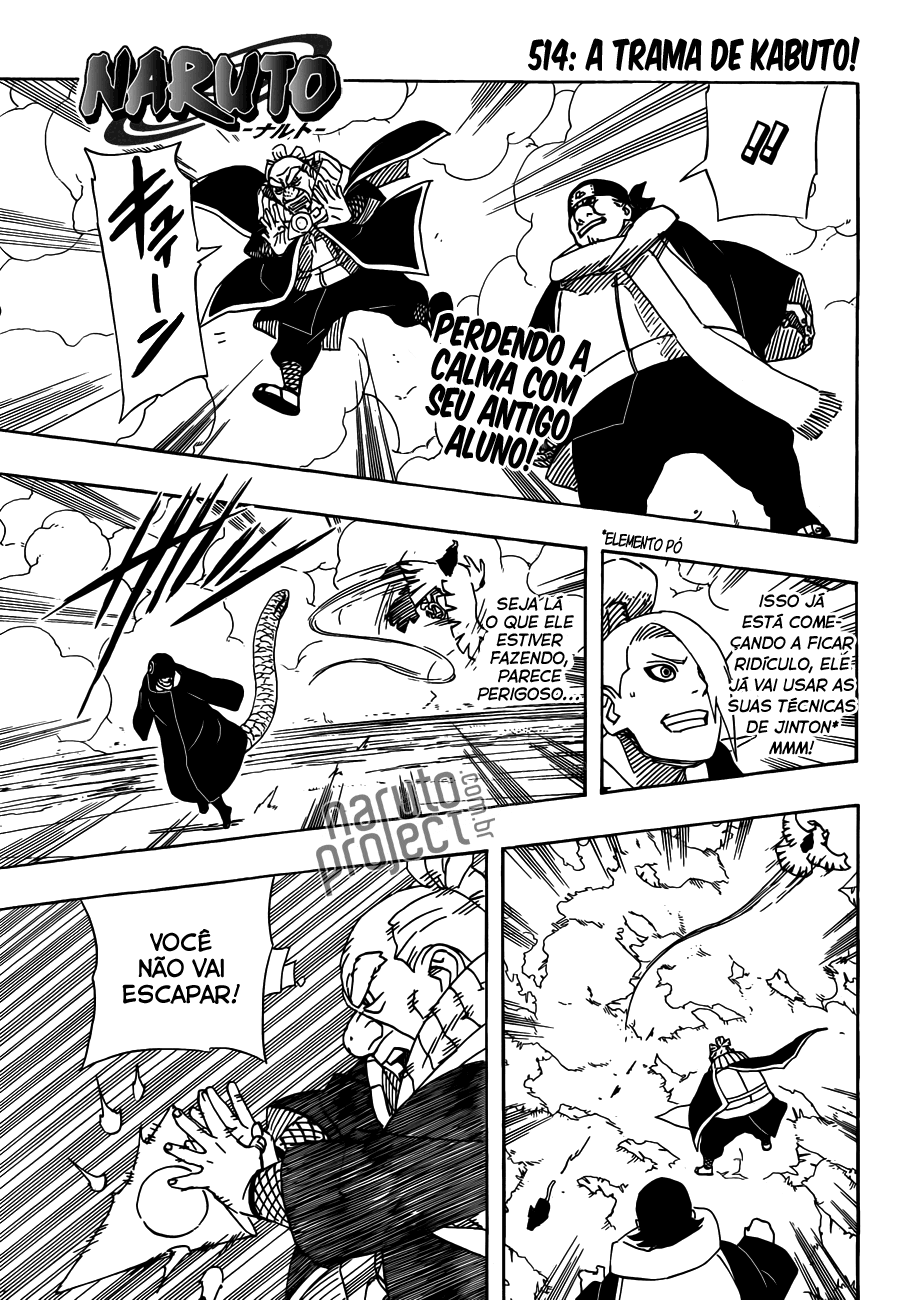 NARUTO
-ナルト-
514: A TRAMA DE KABUTO!
!!
キュイーン
PERDENDO A
CALMA COM
SEU ANTIGO
ALUNO!
*ELEMENTO PÓ
ISSO JÁ
ESTÁ COME-
ÇANDO A FICAR
RIDÍCULO, ELE
JÁ VAI USAR AS
SUAS TÉCNICAS
DE JINTON*
MMM!
SEJA LÁ
O QUE ELE
ESTIVER
FAZENDO,
PARECE
PERIGOSO...
naruto
project
.com.br
VOCÊ
NÃO VAI
ESCAPAR!